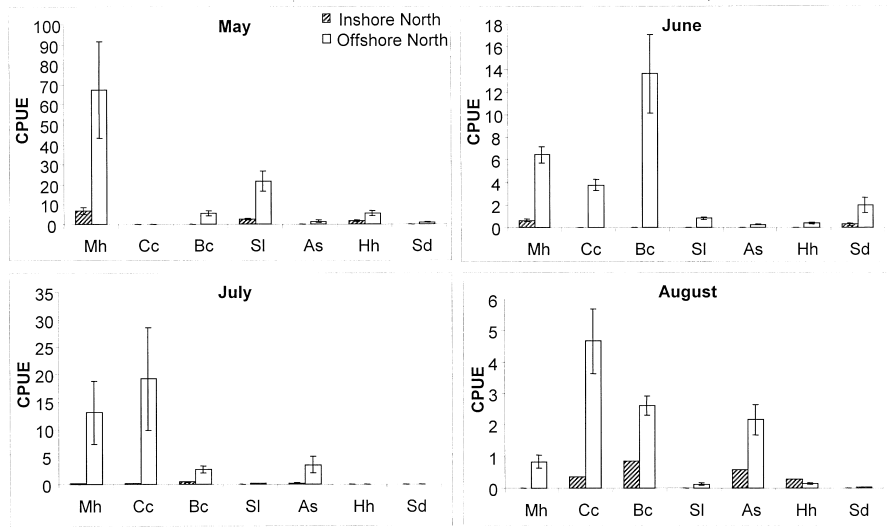 May
Inshore North
Offshore North
CPUE
100
90
80
70
60
50
40
30
20
10
0
Mh Cc Bc Sl As Hh Sd
June
CPUE
18
16
14
12
10
8
6
4
2
0
Mh Cc Bc Sl As Hh Sd
July
CPUE
35
30
25
20
15
10
5
0
Mh Cc Bc Sl As Hh Sd
August
CPUE
6
5
4
3
2
1
0
Mh Cc Bc Sl As Hh Sd